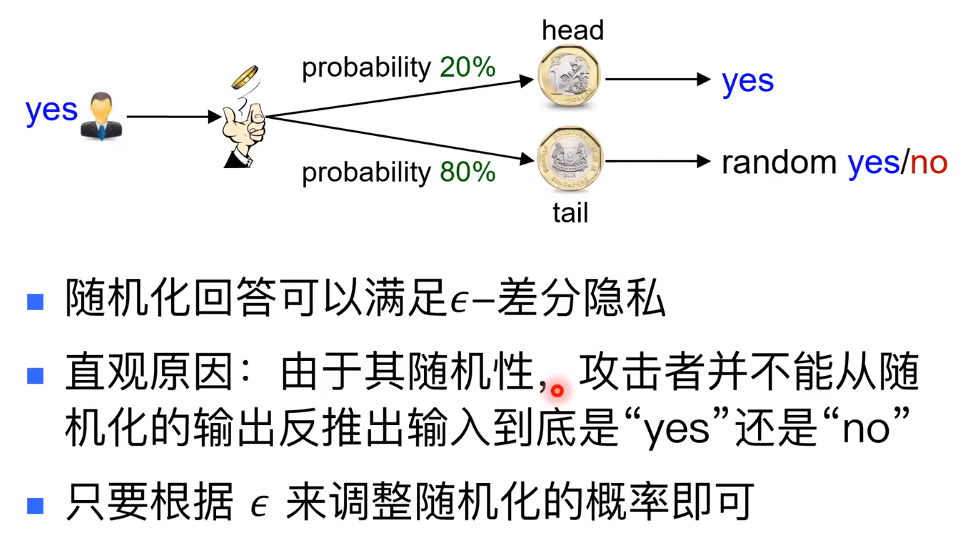 head
probability 20%
yes
yes
random yes/no
probability 80%
tail
随机化回答可以满足ϵ–差分隐私
直观原因：由于其随机性，攻击者并不能从随
机化的输出反推出输入到底是“yes”还是“no”
只要根据 ϵ 来调整随机化的概率即可